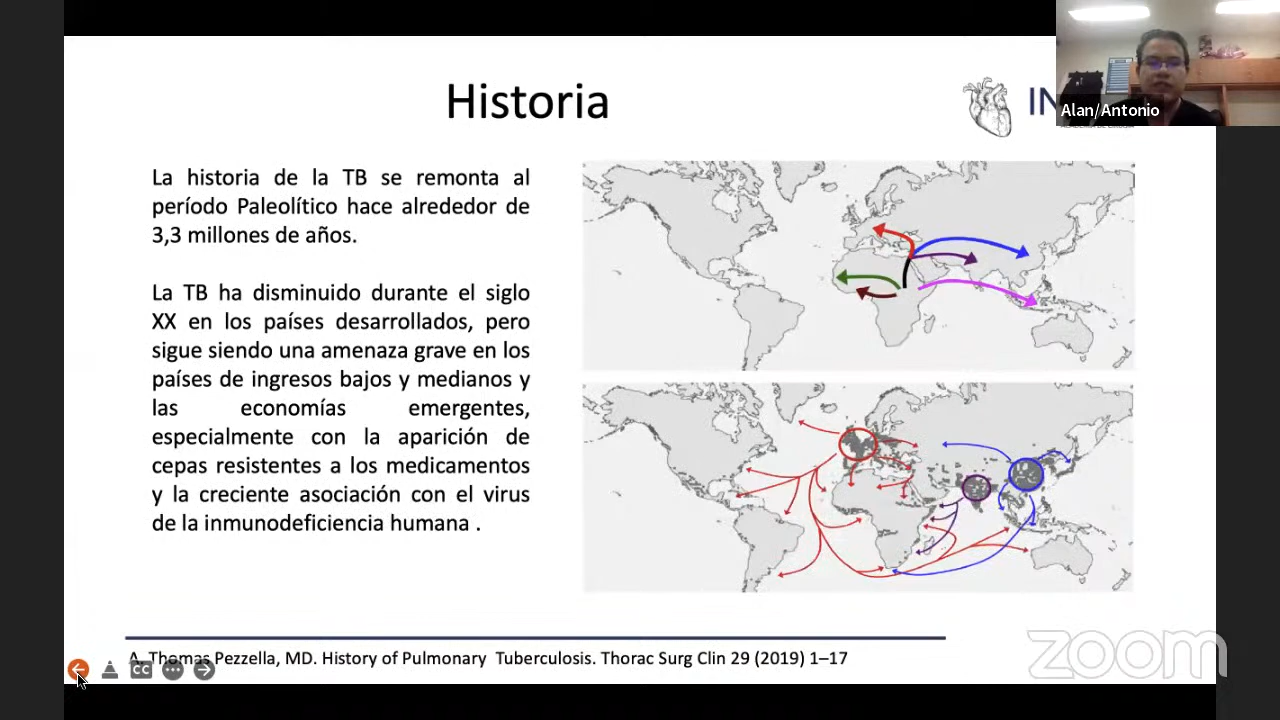 Historia
Alan/Antonio
La historia de la TB se remonta al
período Paleolítico hace alrededor de
3,3 millones de años.
La TB ha disminuido durante el siglo
XX en los países desarrollados, pero
sigue siendo una amenaza grave en los
países de ingresos bajos y medianos y
las economías emergentes,
especialmente con la aparición de
cepas resistentes a los medicamentos
y la creciente asociación con el virus
de la inmunodeficiencia humana .
A. Thomas Pezzella, MD. History of Pulmonary Tuberculosis. Thorac Surg Clin 29 (2019) 1–17
CC
zoom